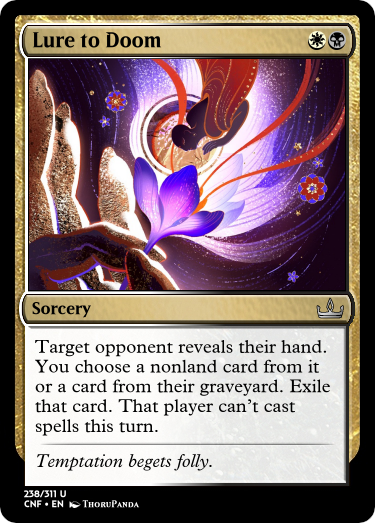 Lure to Doom
Sorcery
Target opponent reveals their hand.
You choose a nonland card from it
or a card from their graveyard. Exile
that card. That player can't cast
spells this turn.
Temptation begets folly.
238/311 U
CNF • EN ThoruPanda